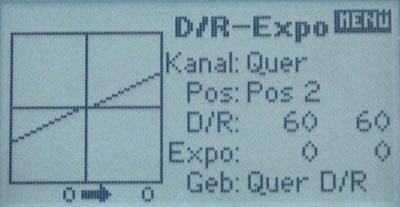 D/R-Expo MENU
Kanal: Quer
Pos: Pos 2
D/R: 60 60
Expo: 0 0
Geb: Quer D/R
0 0